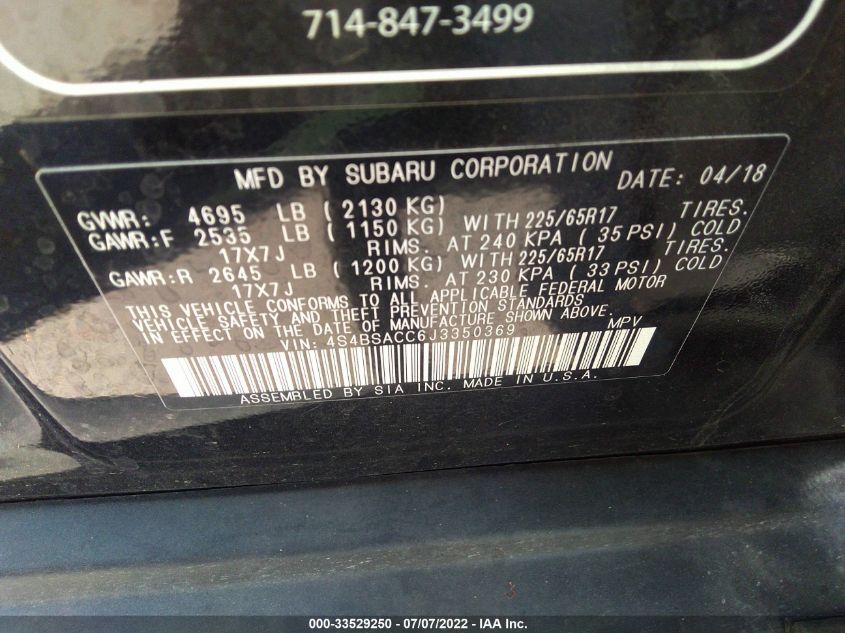 714-847-3499
MFD BY SUBARU CORPORATION DATE: 04/18
GVWR: 4695 LB ( 2130 KG)
GAWR:F 2535 LB ( 1150 KG) WITH 225/65R17 TIRES.
17X7J RIMS. AT 240 KPA ( 35 PSI) COLD
GAWR:R 2645 LB ( 1200 KG) WITH 225/65R17 TIRES.
17X7J RIMS. AT 230 KPA ( 33 PSI) COLD
THIS VEHICLE CONFORMS TO ALL APPLICABLE FEDERAL MOTOR
VEHICLE SAFETY AND THEFT PREVENTION STANDARDS
IN EFFECT ON THE DATE OF MANUFACTURE SHOWN ABOVE.
VIN: 4S4BSACC6J3350369 MPV
ASSEMBLED BY SIA INC. MADE IN U.S.A.
000-33529250 - 07/07/2022 - IAA Inc.